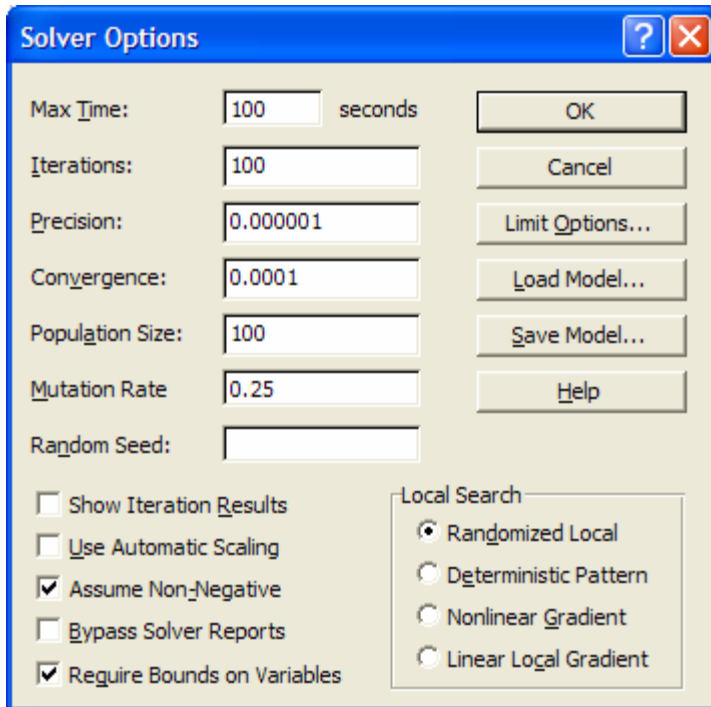 Solver Options
Max Time: 100 seconds OK
Iterations: 100 Cancel
Precision: 0.000001 Limit Options...
Convergence: 0.0001 Load Model...
Population Size: 100 Save Model...
Mutation Rate 0.25 Help
Random Seed:
Show Iteration Results
Use Automatic Scaling
Assume Non-Negative
Bypass Solver Reports
Require Bounds on Variables
Local Search
Randomized Local
Deterministic Pattern
Nonlinear Gradient
Linear Local Gradient